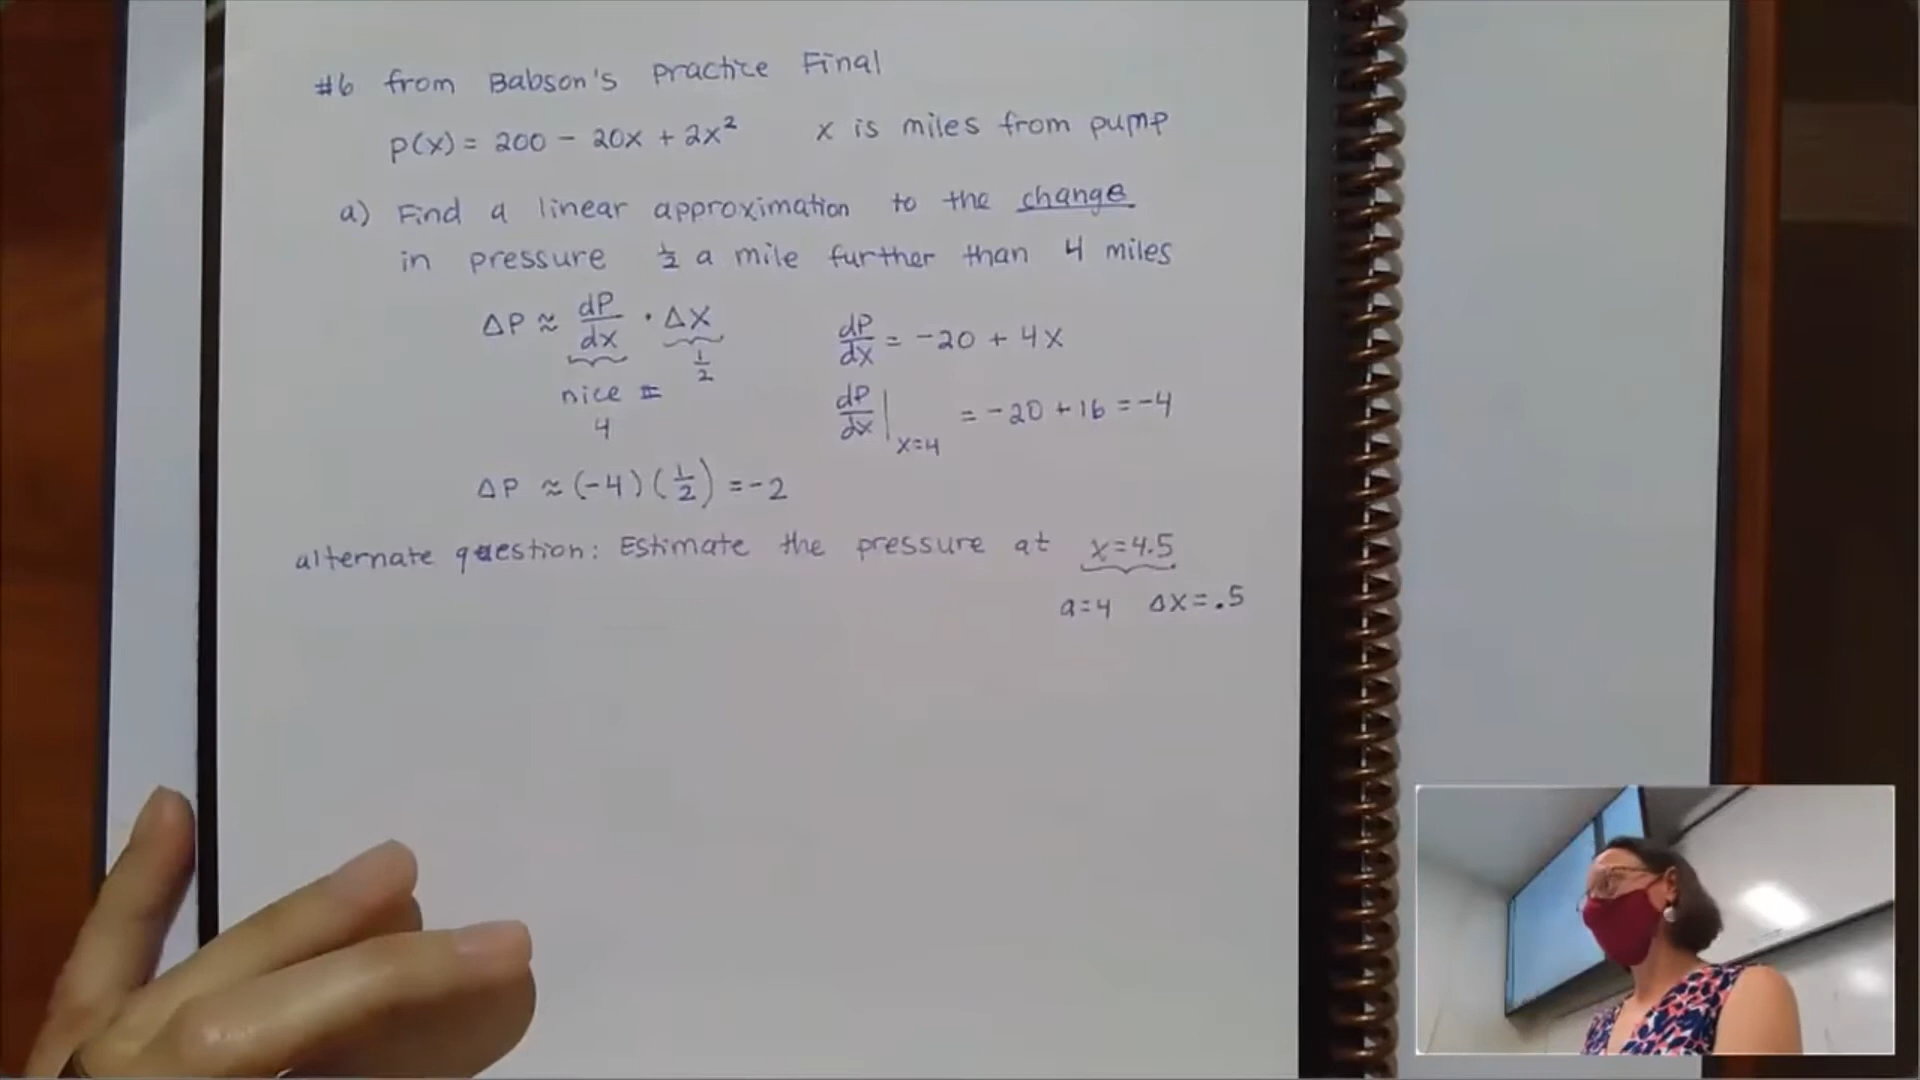 #6 from Babson's practice Final
P(x) = 200 - 20x + 2x² x is miles from pump
a) Find a linear approximation to the change
in pressure ½ a mile further than 4 miles
ΔP ≈ dP/dx · Δx dP/dx = -20 + 4x
1/2
nice #
4
dP/dx | x=4 = -20 + 16 = -4
ΔP ≈ (-4)(1/2) = -2
alternate question: Estimate the pressure at x=4.5
a=4 Δx=.5